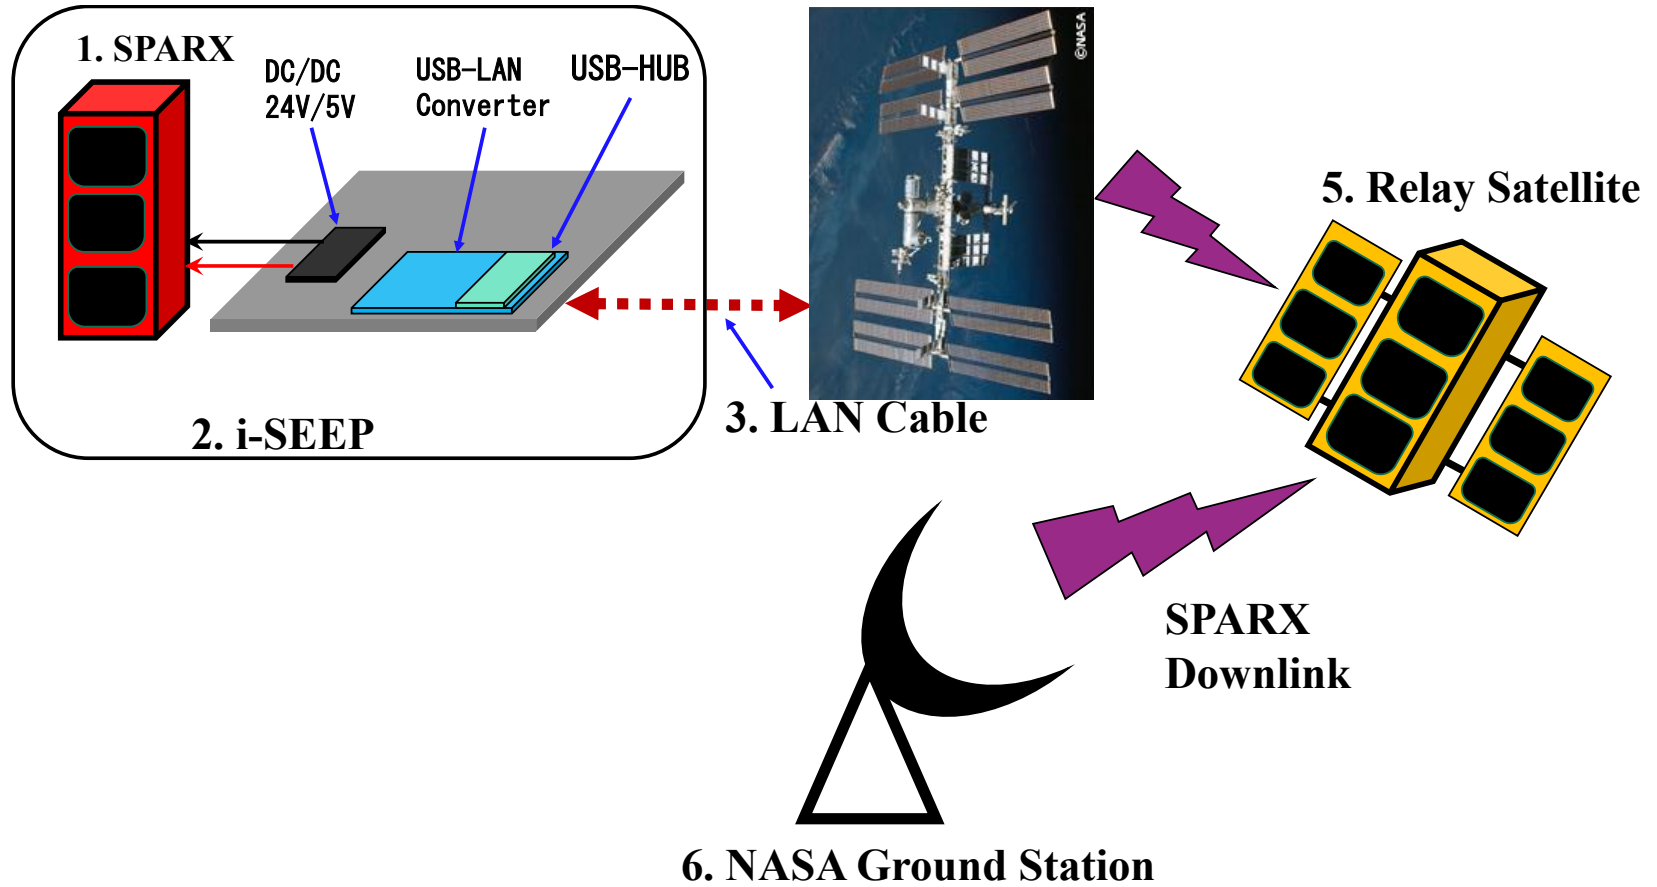 1. SPARX
DC/DC
24V/5V
USB-LAN
Converter
USB-HUB
2. i-SEEP
©NASA
3. LAN Cable
5. Relay Satellite
SPARX
Downlink
6. NASA Ground Station